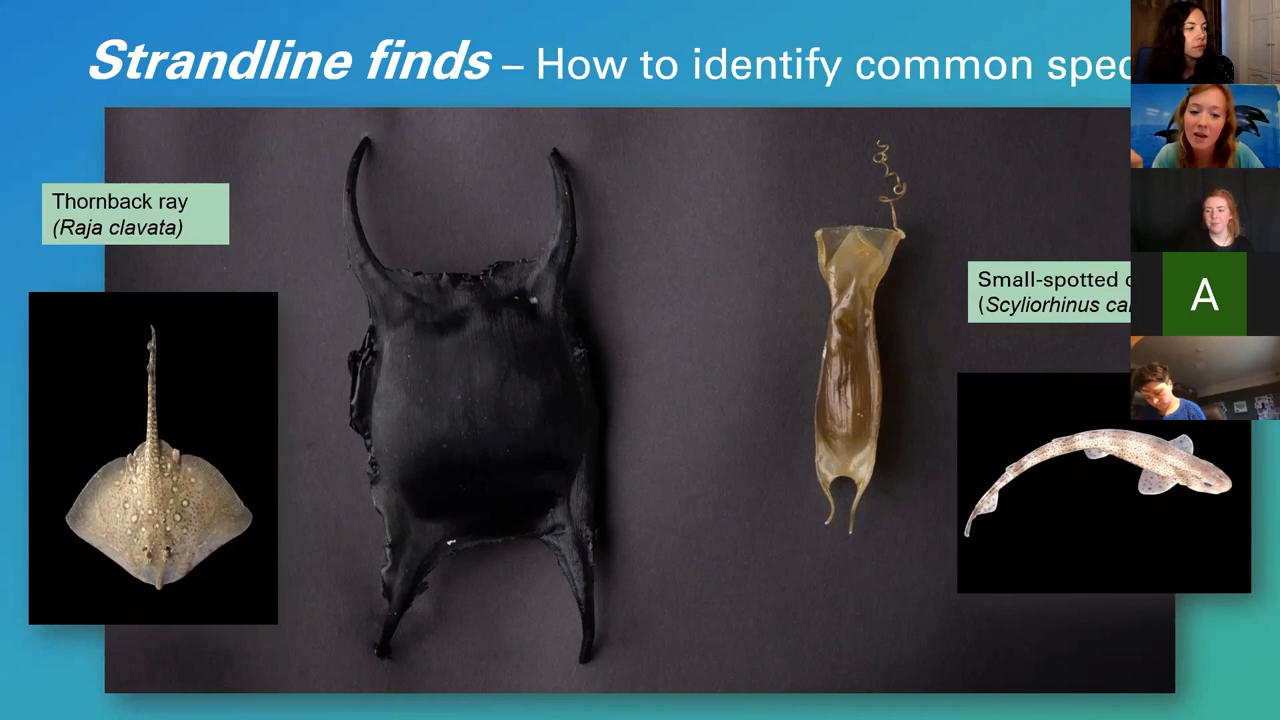 Strandline finds – How to identify common spec
Thornback ray
(Raja clavata)
Small-spotted c
(Scyliorhinus ca
A